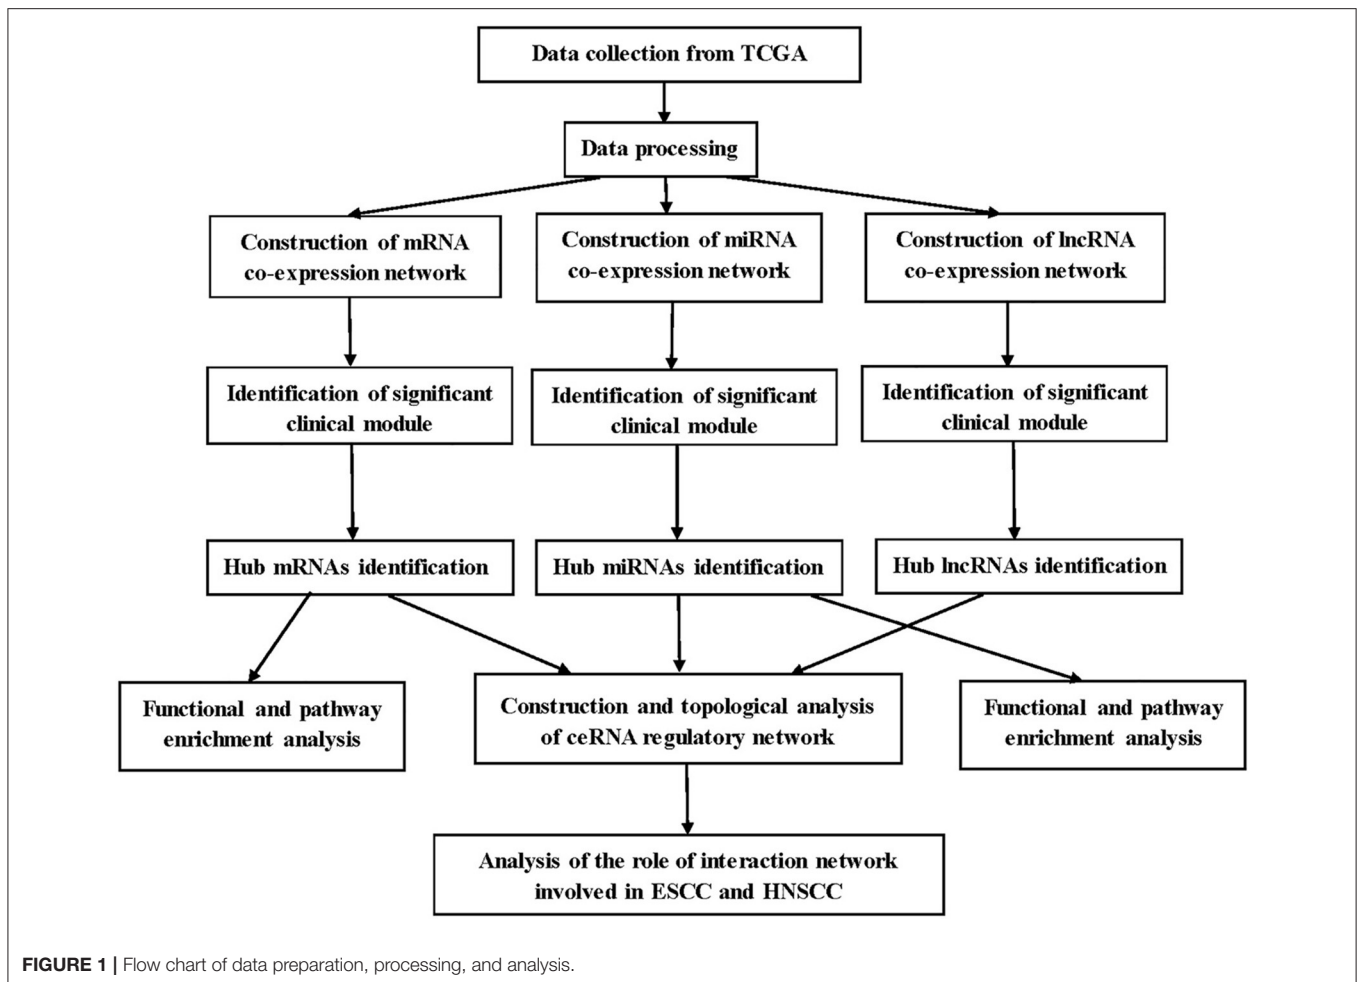 Data collection from TCGA
Data processing
Construction of mRNA
co-expression network
Construction of miRNA
co-expression network
Construction of lncRNA
co-expression network
Identification of significant
clinical module
Identification of significant
clinical module
Identification of significant
clinical module
Hub mRNAs identification
Hub miRNAs identification
Hub lncRNAs identification
Functional and pathway
enrichment analysis
Construction and topological analysis
of ceRNA regulatory network
Functional and pathway
enrichment analysis
Analysis of the role of interaction network
involved in ESCC and HNSCC
FIGURE 1 | Flow chart of data preparation, processing, and analysis.